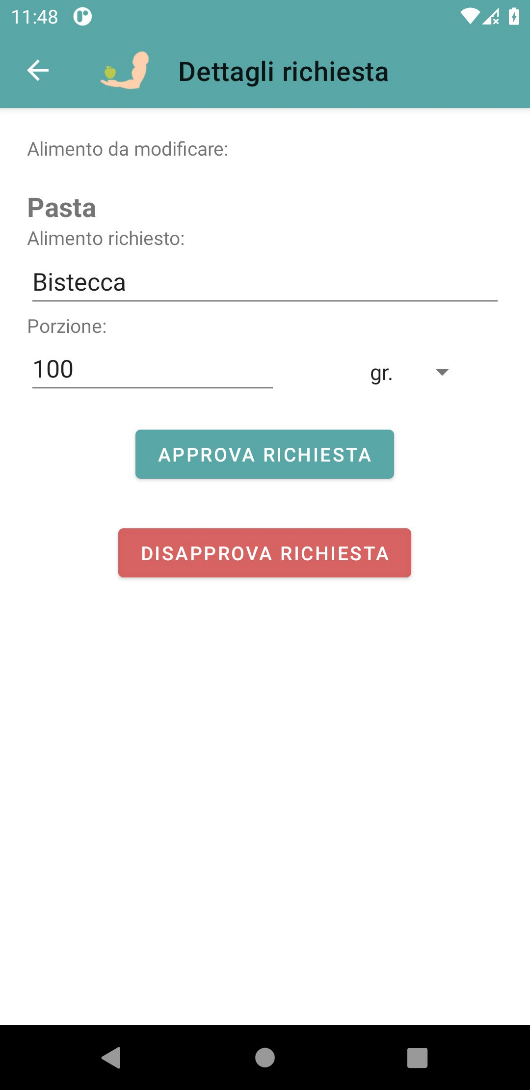 11:48
Dettagli richiesta
Alimento da modificare:
Pasta
Alimento richiesto:
Bistecca
Porzione:
100 gr.
APPROVA RICHIESTA
DISAPPROVA RICHIESTA